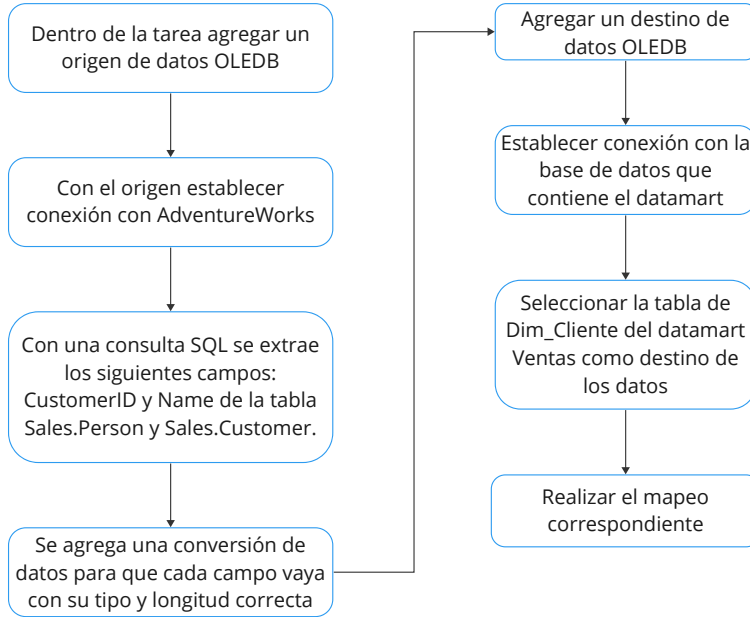 Dentro de la tarea agregar un
origen de datos OLEDB
Con el origen establecer
conexión con AdventureWorks
Con una consulta SQL se extrae
los siguientes campos:
CustomerID y Name de la tabla
Sales.Person y Sales.Customer.
Se agrega una conversión de
datos para que cada campo vaya
con su tipo y longitud correcta
Agregar un destino de
datos OLEDB
Establecer conexión con la
base de datos que
contiene el datamart
Seleccionar la tabla de
Dim_Cliente del datamart
Ventas como destino de
los datos
Realizar el mapeo
correspondiente